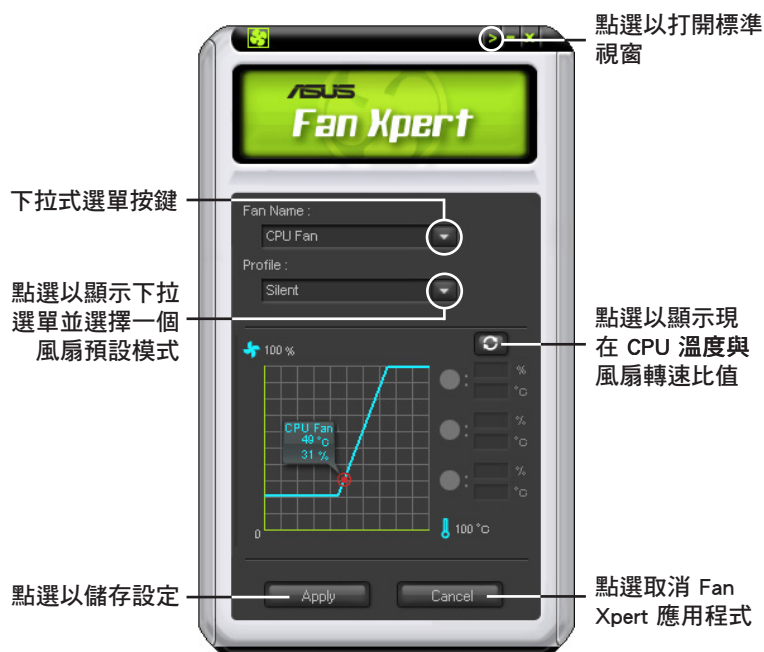 點選以打開標準
視窗
ASUS
Fan Xpert
下拉式選單按鍵
Fan Name :
CPU Fan
Profile :
Silent
點選以顯示下拉
選單並選擇一個
風扇預設模式
點選以顯示現
在 CPU 溫度與
風扇轉速比值
100 %
: %
°C
: %
°C
: %
°C
CPU Fan
49 °C
31 %
0
100 °C
點選以儲存設定
Apply
Cancel
點選取消 Fan
Xpert 應用程式